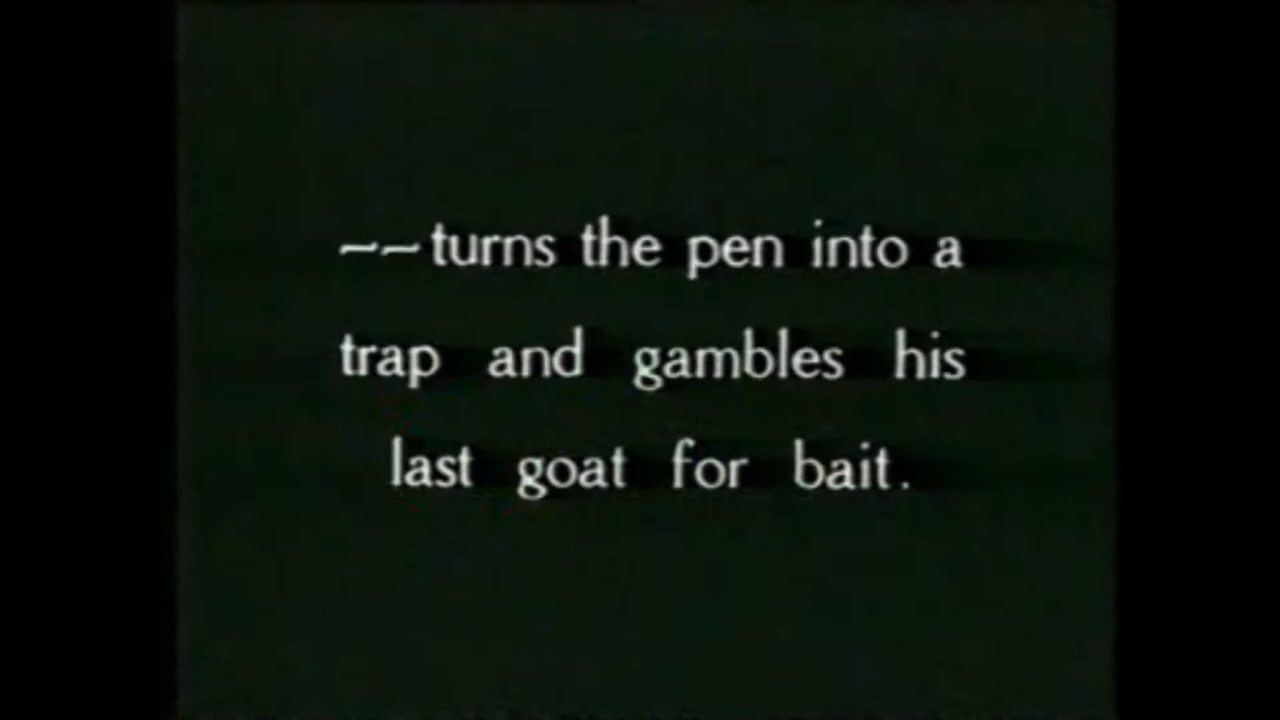 ~~turns the pen into a
trap and gambles his
last goat for bait.